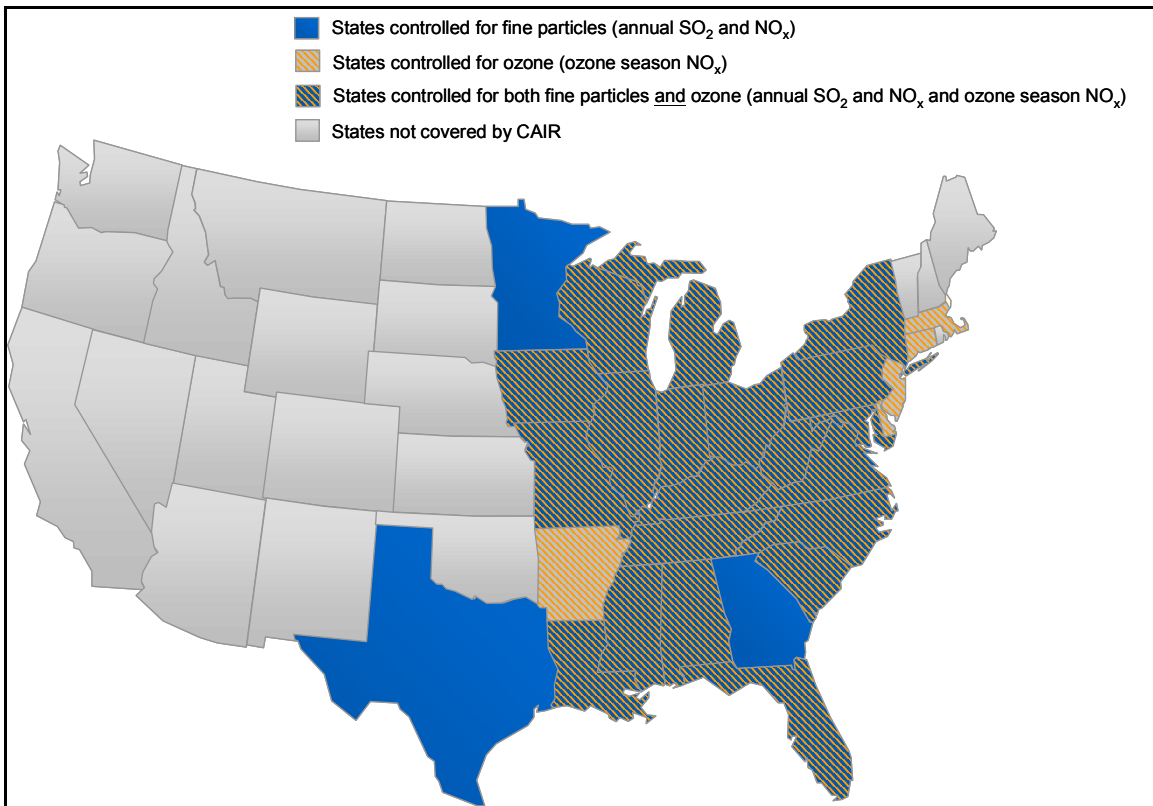 States controlled for fine particles (annual SO₂ and NOₓ)
States controlled for ozone (ozone season NOₓ)
States controlled for both fine particles and ozone (annual SO₂ and NOₓ and ozone season NOₓ)
States not covered by CAIR